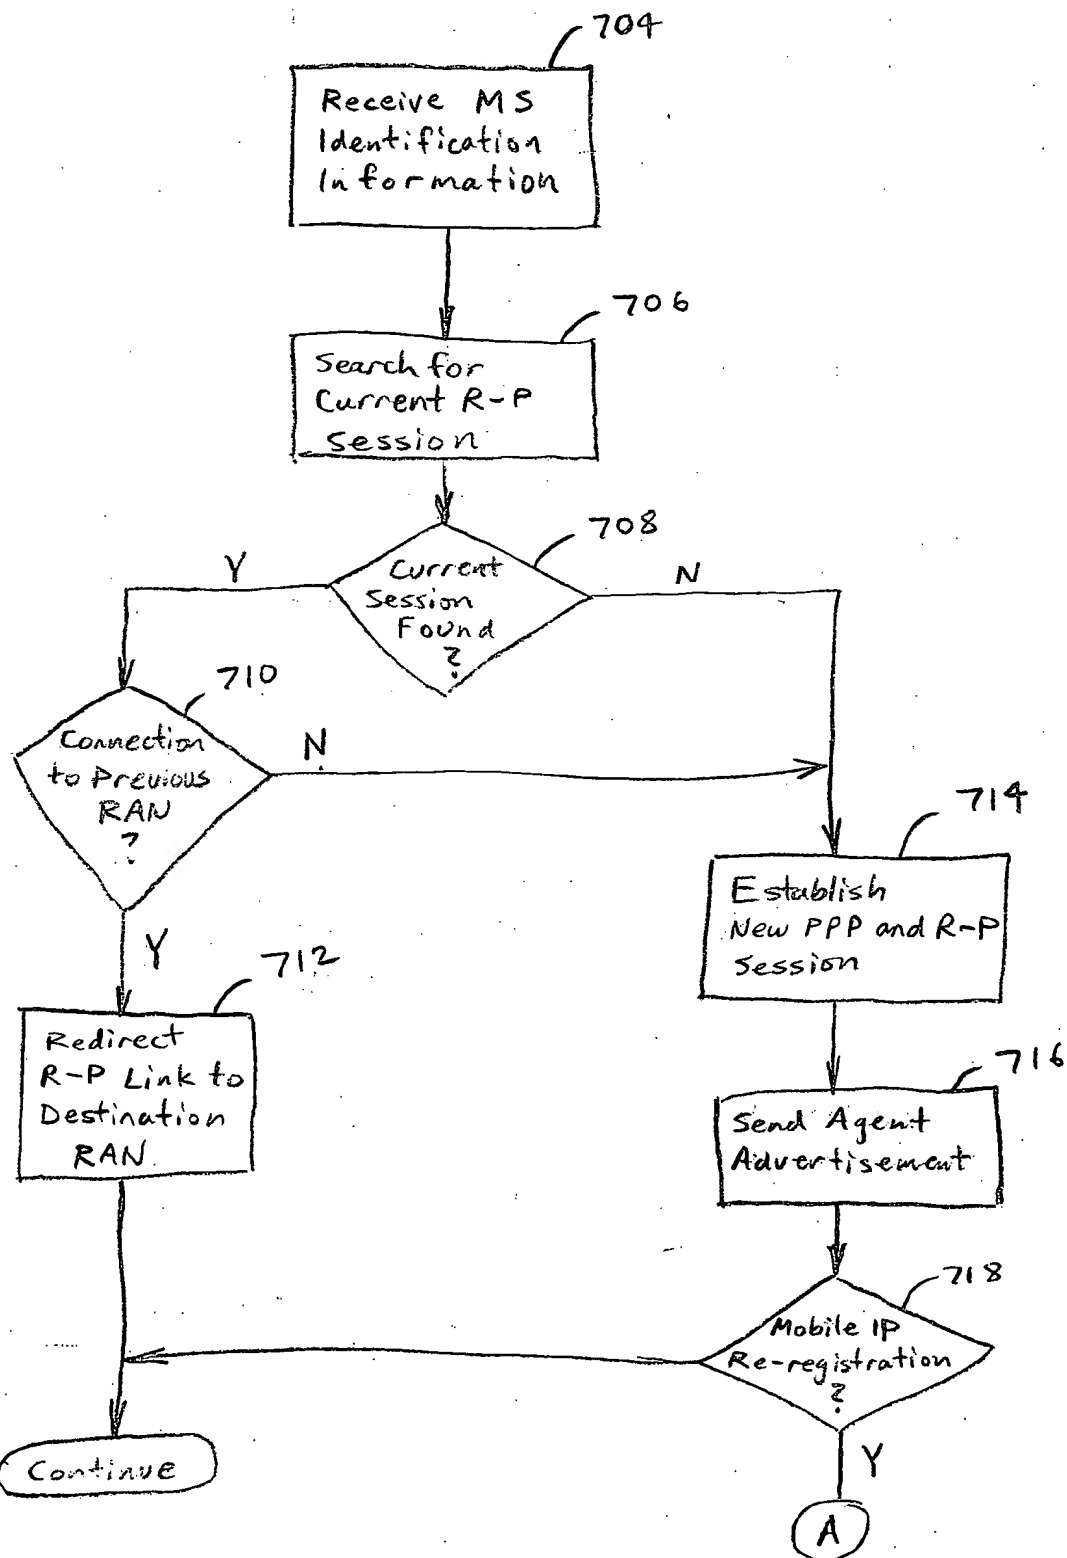 704
Receive MS
Identification
Information
706
Search for
Current R-P
Session
708
Y
Current
Session
Found
?
N
710
Connection
to Previous
RAN
?
N
714
Establish
New PPP and R-P
Session
Y
712
Redirect
R-P Link to
Destination
RAN
716
Send Agent
Advertisement
718
Mobile IP
Re-registration
?
Continue
Y
A